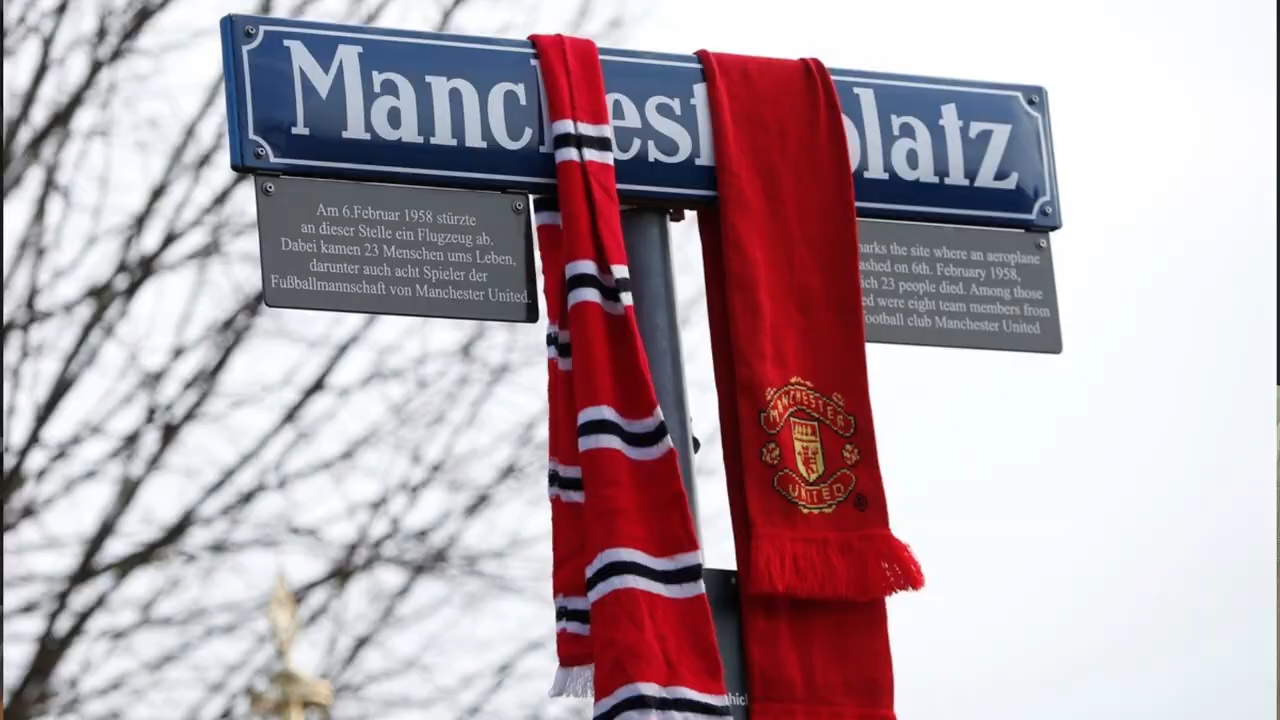 Manc est platz
Am 6.Februar 1958 stürzte
an dieser Stelle ein Flugzeug ab.
Dabei kamen 23 Menschen ums Leben,
darunter auch acht Spieler der
Fußballmannschaft von Manchester United.
arks the site where an aeroplane
ashed on 6th. February 1958,
ich 23 people died. Among those
ed were eight team members from
football club Manchester United
MANCHESTER
UNITED